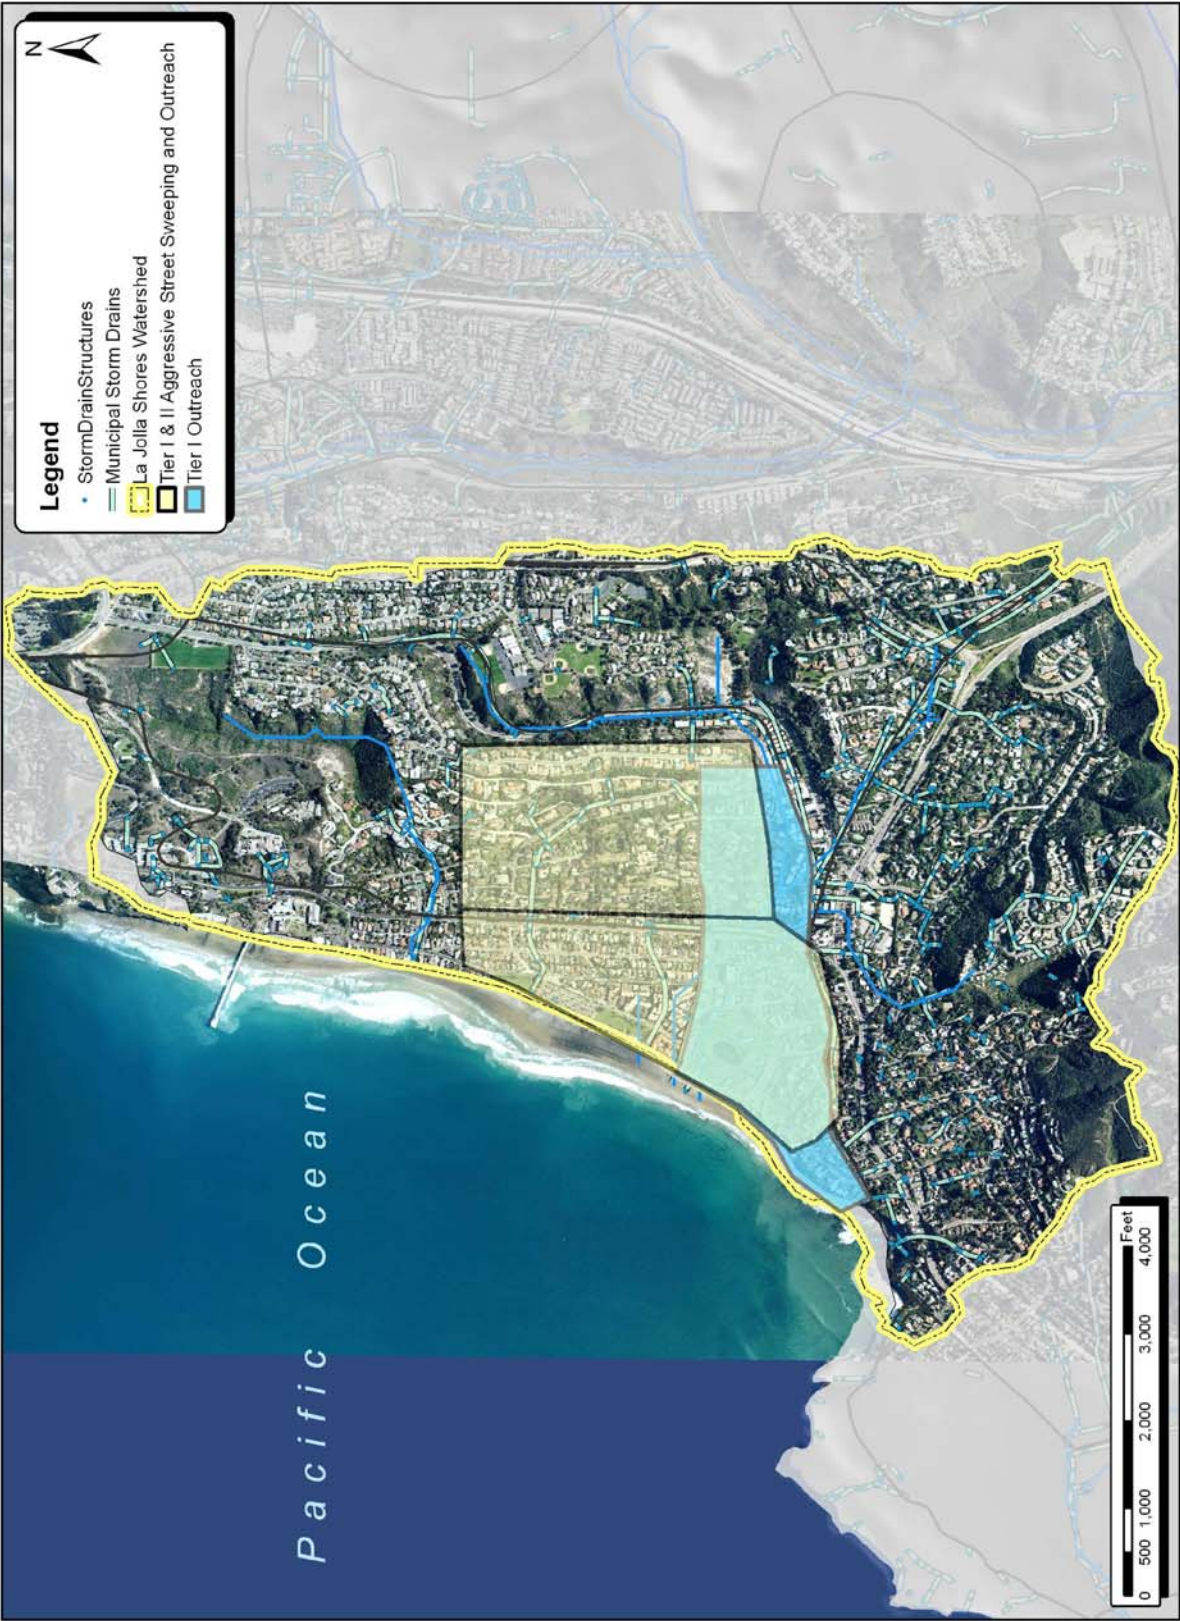 N
Legend
StormDrainStructures
Municipal Storm Drains
La Jolla Shores Watershed
Tier I & II Aggressive Street Sweeping and Outreach
Tier I Outreach
Pacific Ocean
Feet
0 500 1,000 2,000 3,000 4,000